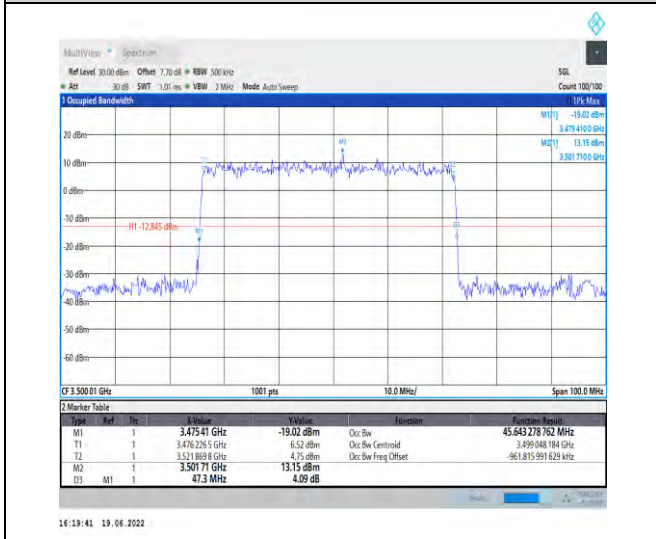 MultiView Spectrum
Ref Level 30.00 dBm Offset 7.70 dB RBW 500 kHz SGL
Att 30 dB SWT 1.01 ms VBW 2 MHz Mode Auto Sweep Count 100/100
1 Occupied Bandwidth 1Pk Max
M1[1] -19.02 dBm
3.475 410 0 GHz
20 dBm
M2[1] 13.15 dBm
3.501 710 0 GHz
M2
10 dBm
0 dBm
-10 dBm
H1 -12.845 dBm
M1
D3
-20 dBm
-30 dBm
-40 dBm
-50 dBm
-60 dBm
CF 3.500 01 GHz 1001 pts 10.0 MHz/ Span 100.0 MHz
2 Marker Table
Type Ref Trc X-Value Y-Value Function Function Result
M1 1 3.475 41 GHz -19.02 dBm Occ Bw 45.643 278 762 MHz
T1 1 3.476 226 5 GHz 6.52 dBm Occ Bw Centroid 3.499 048 184 GHz
T2 1 3.521 869 8 GHz 4.75 dBm Occ Bw Freq Offset -961.815 991 629 kHz
M2 1 3.501 71 GHz 13.15 dBm
D3 M1 1 47.3 MHz 4.09 dB
16:19:41 19.06.2022